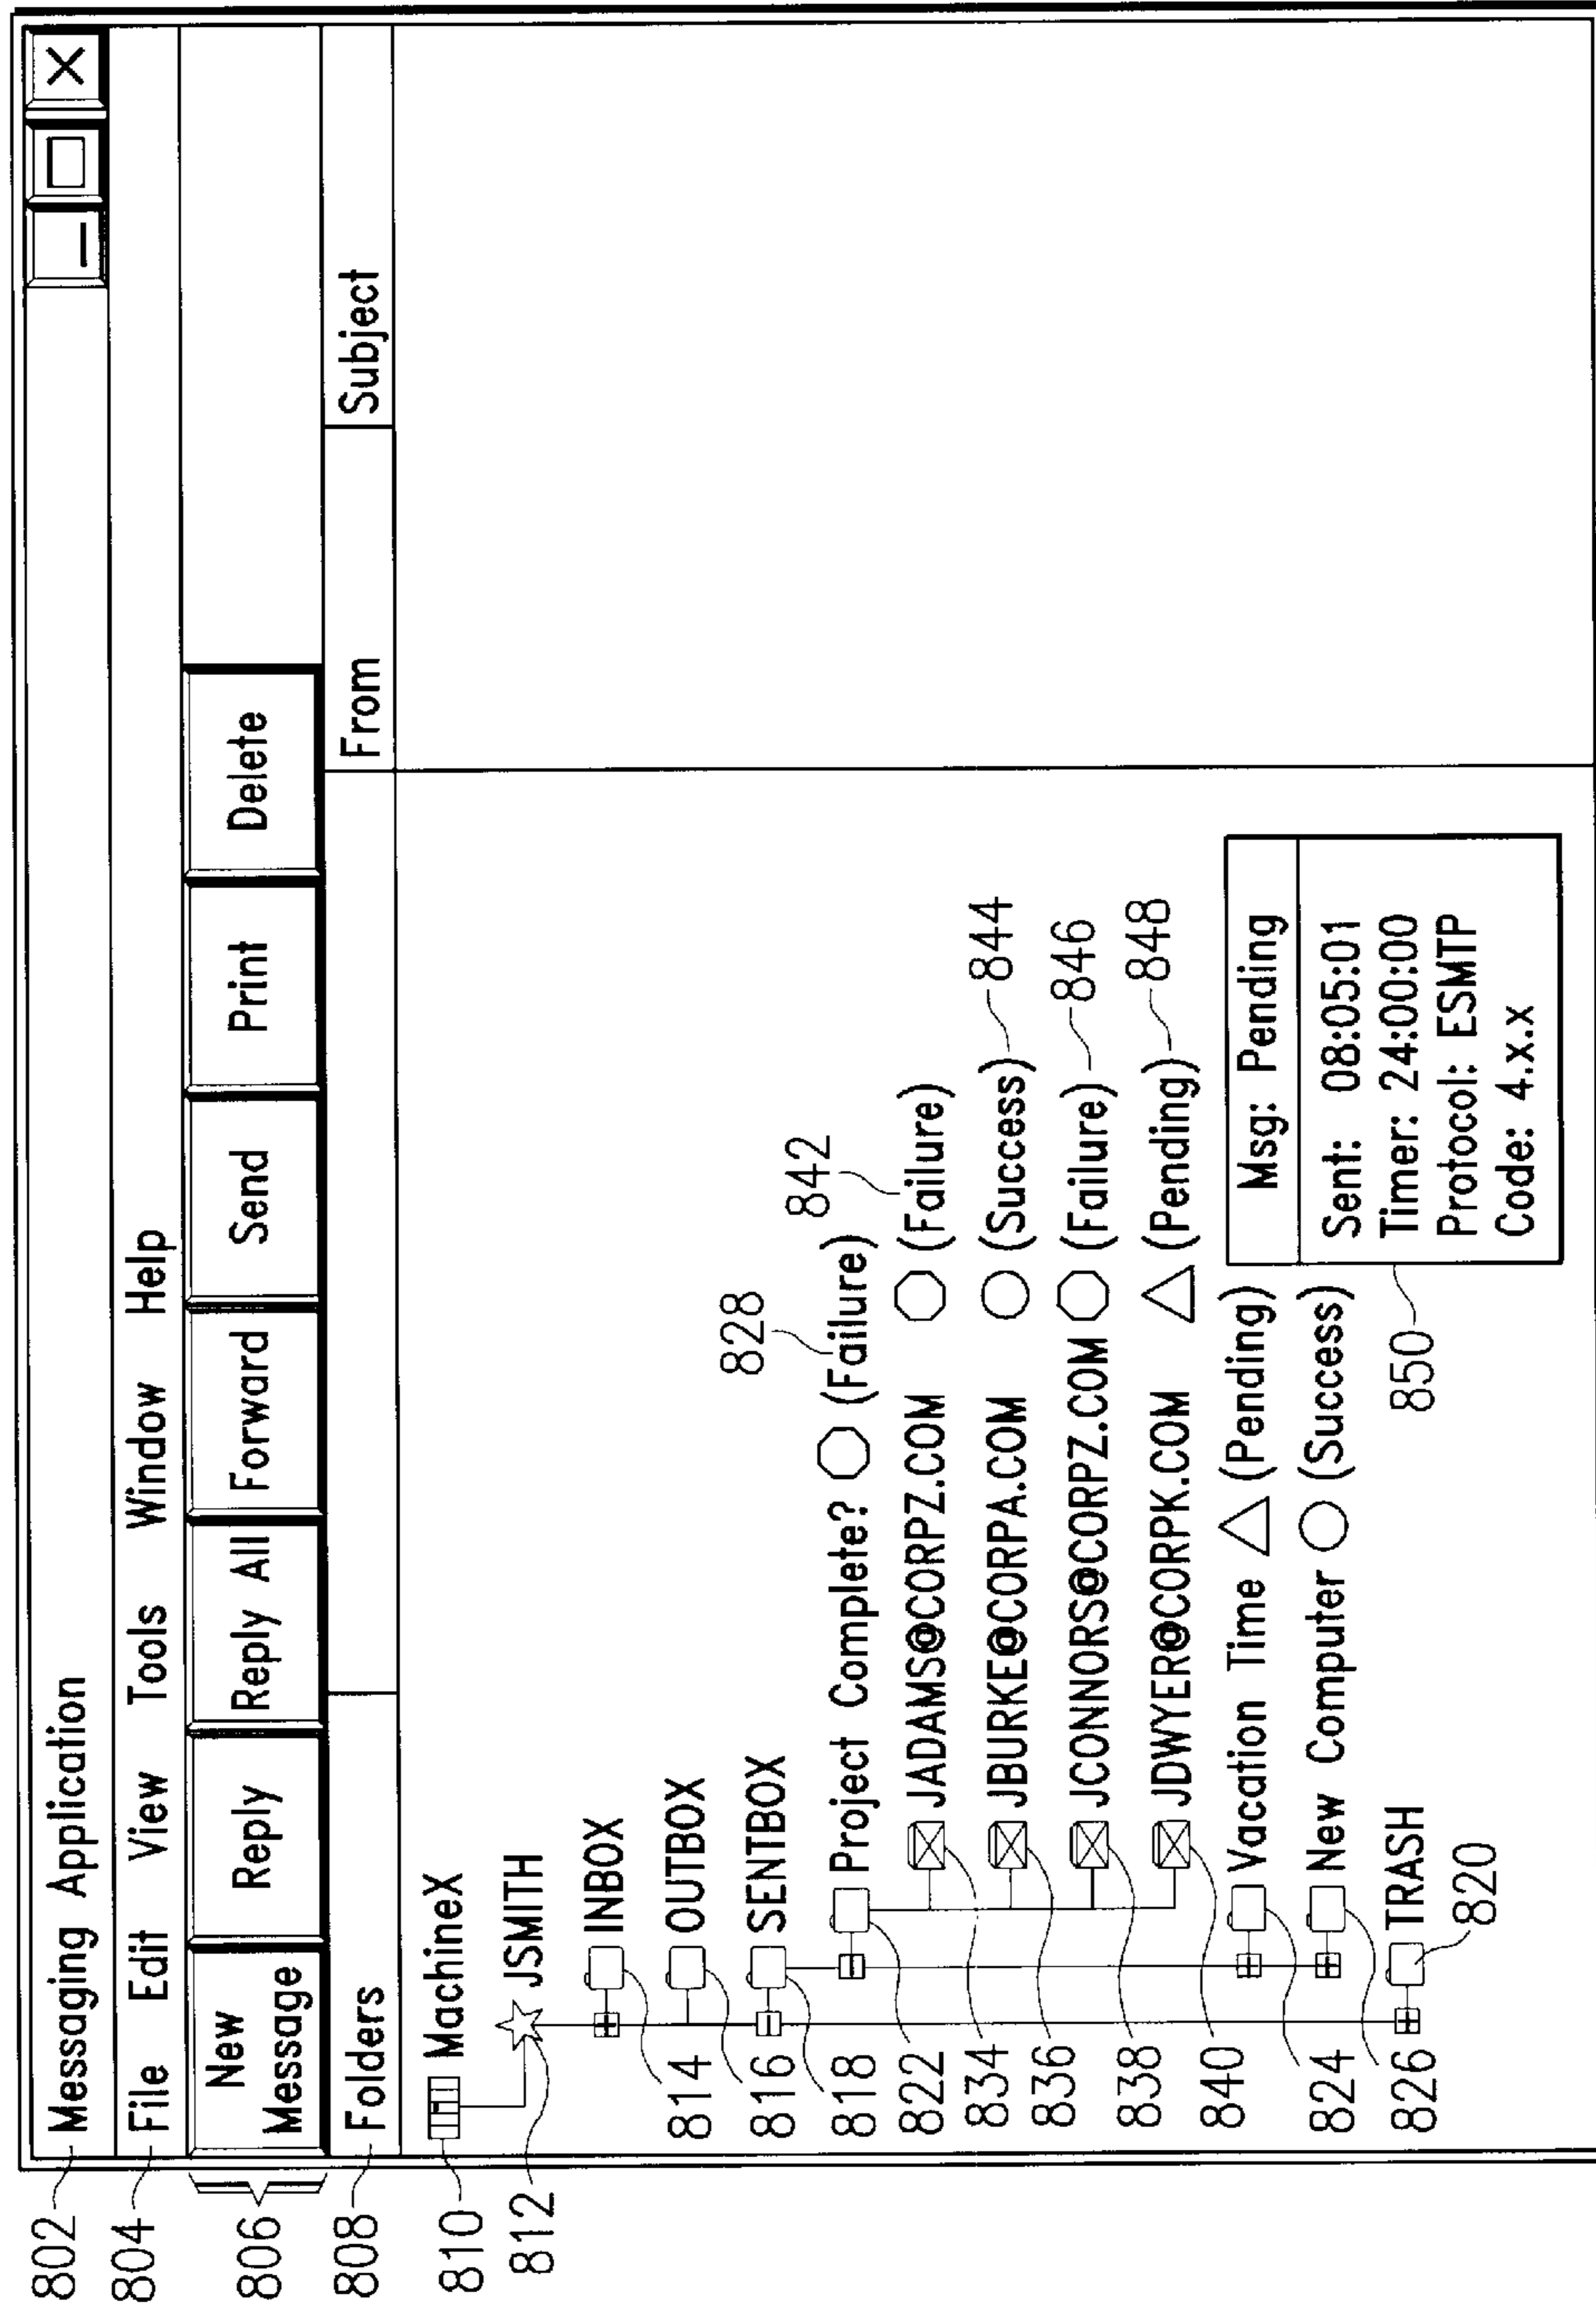 802 Messaging Application
804 File Edit View Tools Window Help
806 New Message Reply Reply All Forward Send Print Delete
808 Folders From Subject
810 MachineX
812 JSMITH
814 INBOX
816 OUTBOX
818 SENTBOX
828
822 Project Complete? (Failure)
842
834 JADAMS@CORPZ.COM (Failure)
836 JBURKE@CORPA.COM (Success) 844
838 JCONNORS@CORPZ.COM (Failure) 846
840 JDWYER@CORPK.COM (Pending) 848
824 Vacation Time (Pending)
826 New Computer (Success)
TRASH
820
850
Msg: Pending
Sent: 08:05:01
Timer: 24:00:00
Protocol: ESMTP
Code: 4.x.x